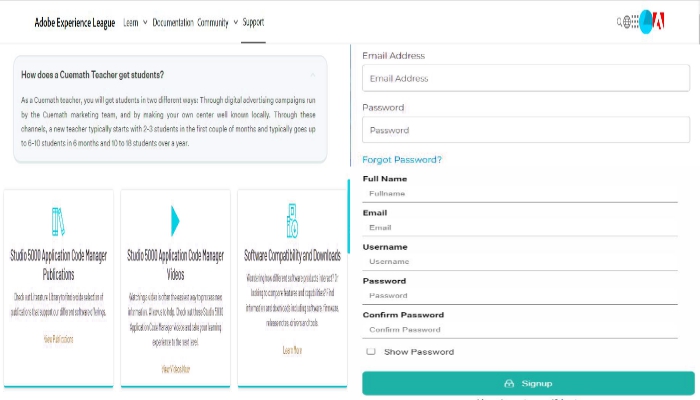 Adobe Experience League
Learn
Documentation
Community
Support
How does a Cuemath Teacher get students?
As a Cuemath teacher, you will get students in two different ways: Through digital advertising campaigns run
by the Cuemath marketing team, and by making your own center well known locally. Through these
channels, a new teacher typically starts with 2-3 students in the first couple of months and typically goes up
to 6-10 students in 6 months and 10 to 18 students over a year.
Studio 5000 Application Code Manager
Publications
Check out Literature Library to find inside selection of
publications that support our different software offerings.
View Publications
Studio 5000 Application Code Manager
Videos
Watching a video is often the easiest way to process new
information. Allow us to help. Check out these Studio 5000
Application Code Manager videos and take your learning
experience to the next level.
View Videos Now
Software Compatibility and Downloads
Wondering how different software products interact? Or
looking to compare features and capabilities? Find
information and downloads including software, firmware,
release notes, drivers and tools.
Learn More
Email Address
Email Address
Password
Password
Forgot Password?
Full Name
Fullname
Email
Email
Username
Username
Password
Password
Confirm Password
Confirm Password
Show Password
Signup